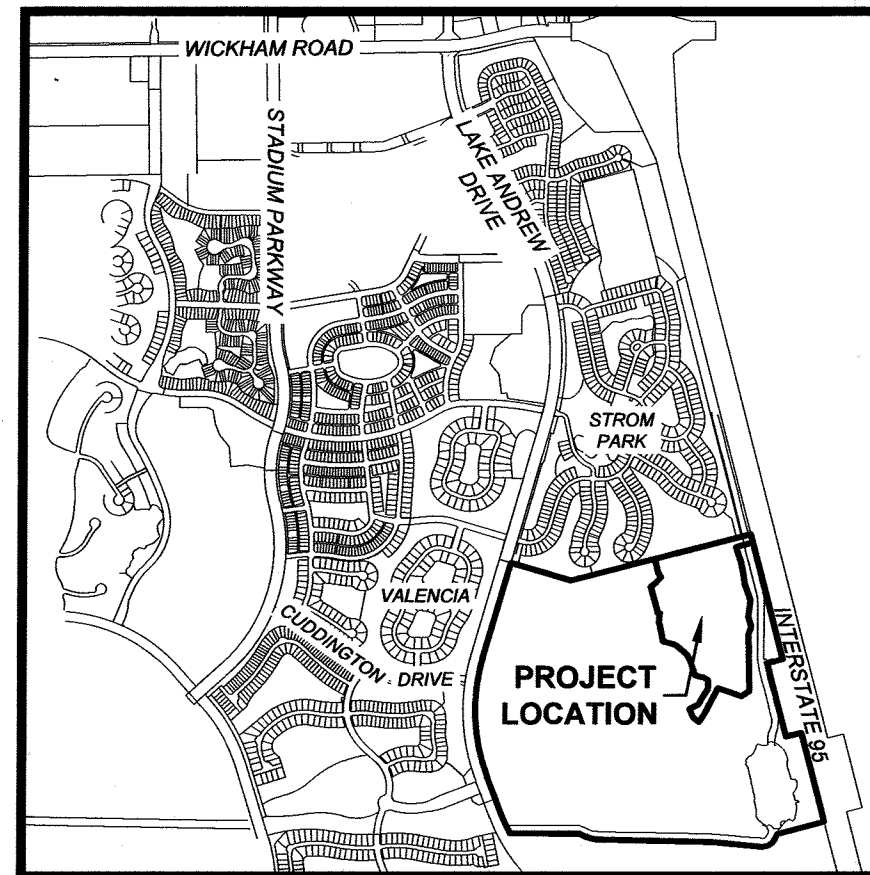 WICKHAM ROAD
STADIUM PARKWAY
LAKE ANDREW
DRIVE
STROM
PARK
VALENCIA
CUDDINGTON DRIVE
PROJECT
LOCATION
INTERSTATE 95